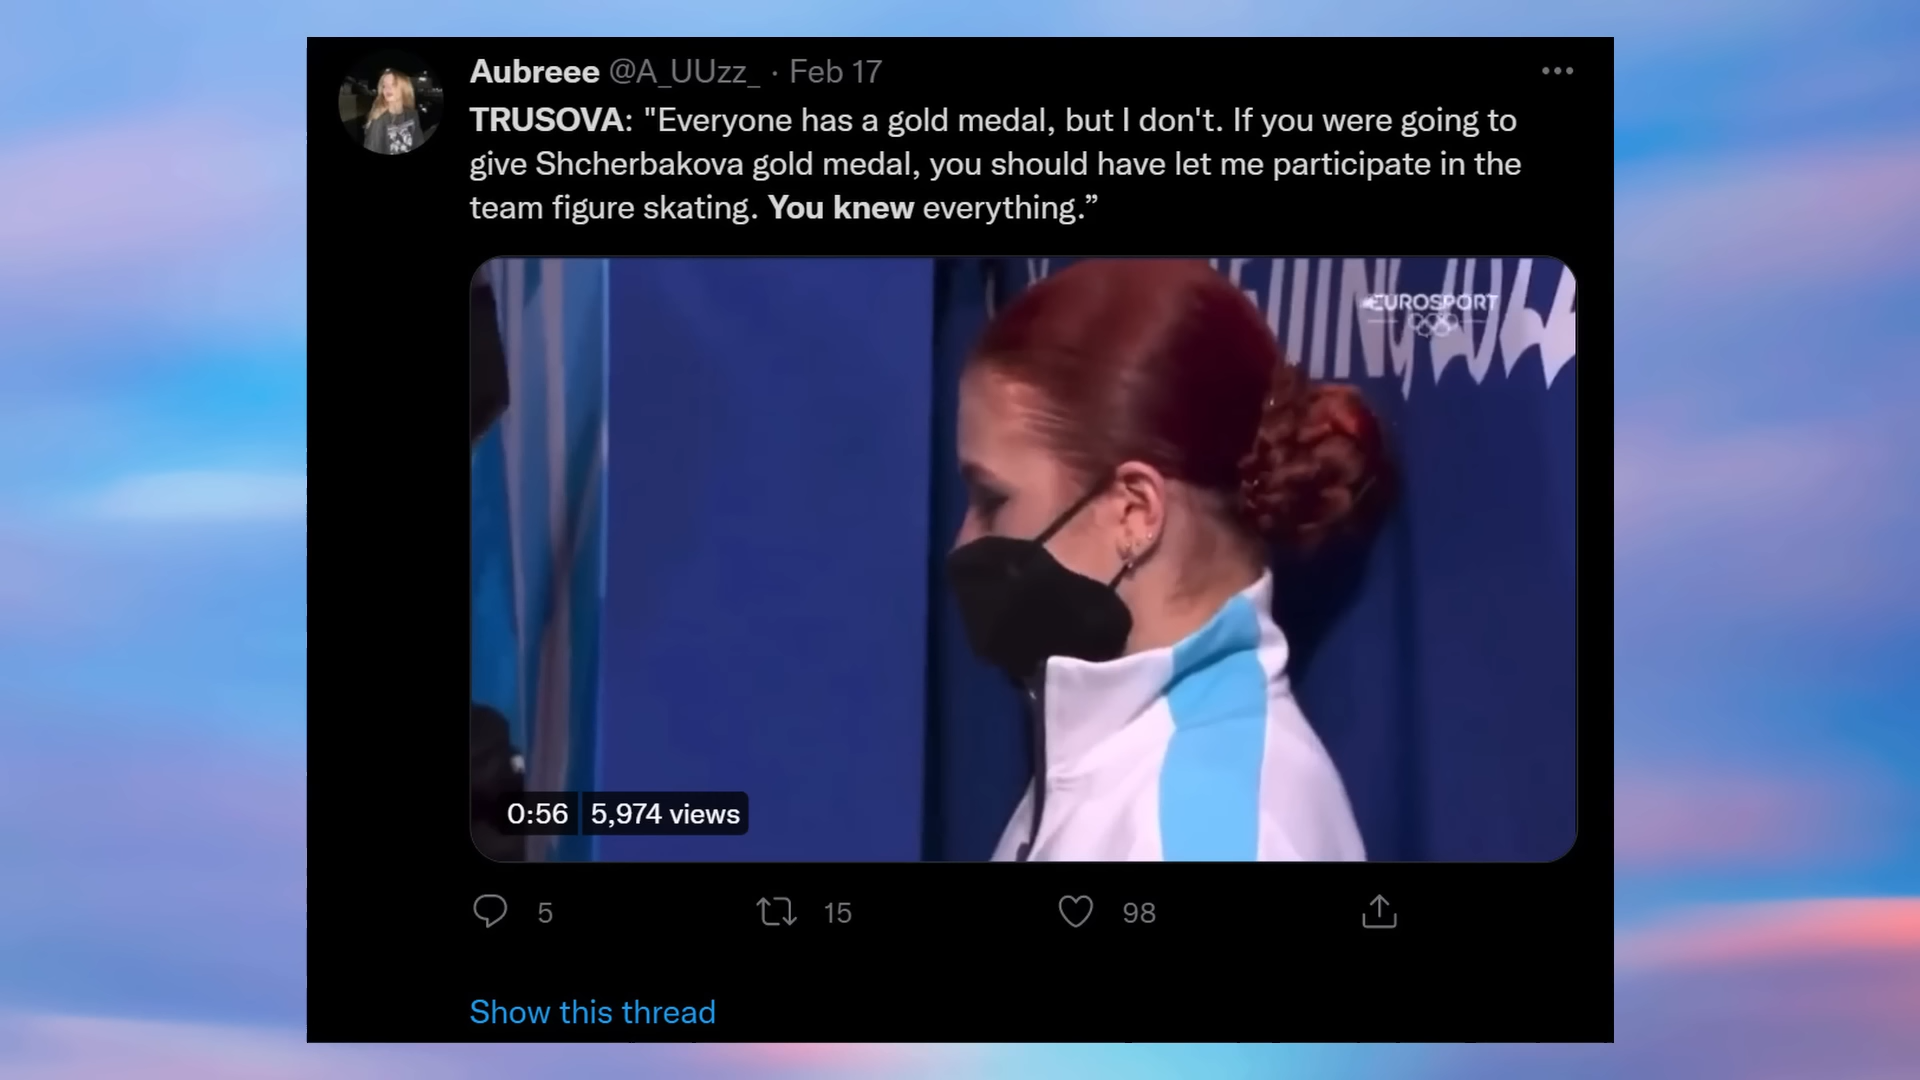 Aubreee @A_UUzz_ · Feb 17
TRUSOVA: "Everyone has a gold medal, but I don't. If you were going to
give Shcherbakova gold medal, you should have let me participate in the
team figure skating. You knew everything.”
EUROSPORT
0:56 5,974 views
5 15 98
Show this thread